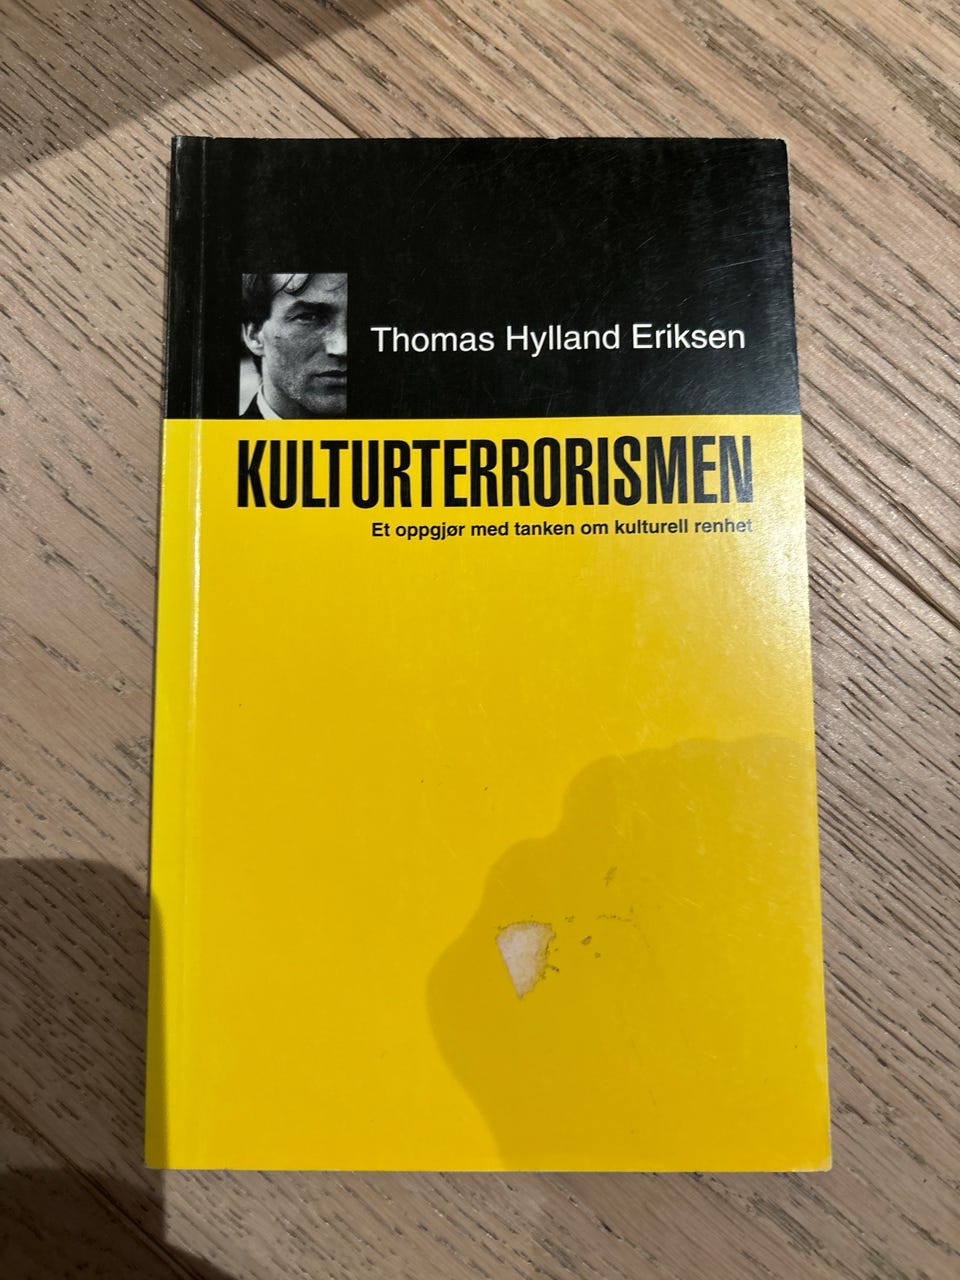 Thomas Hylland Eriksen
KULTURTERRORISMEN
Et oppgjør med tanken om kulturell renhet